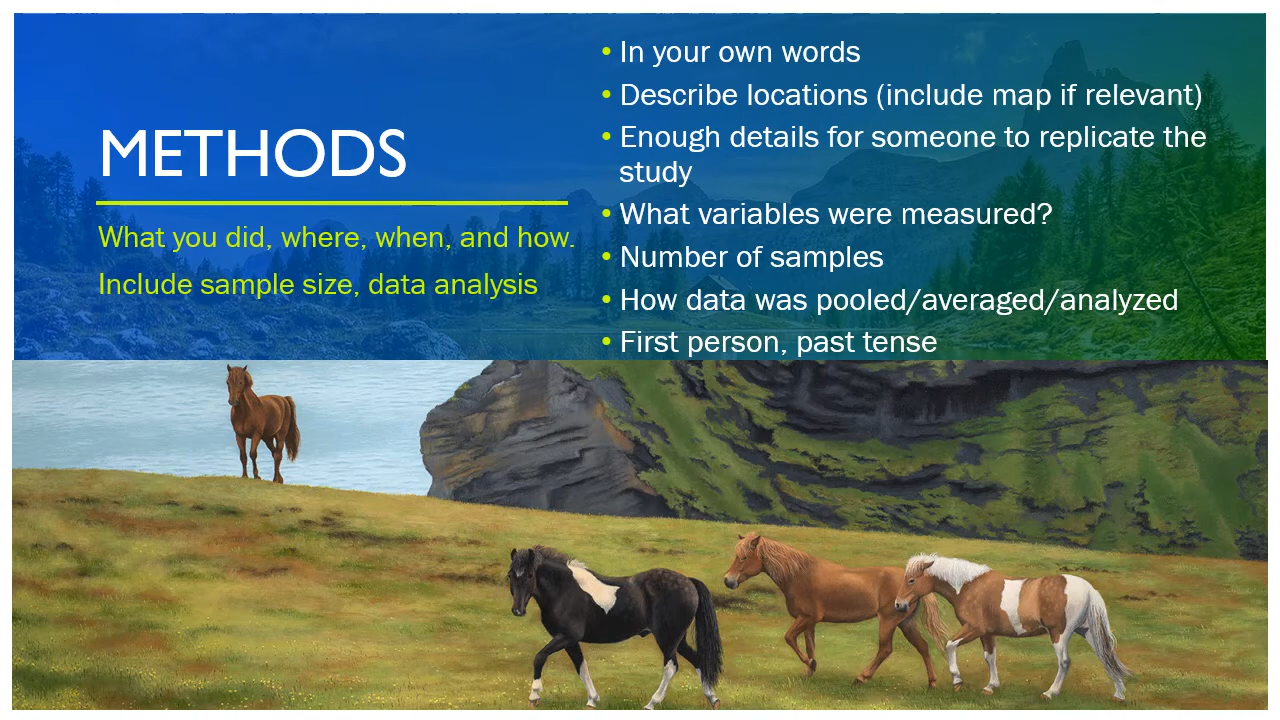 METHODS
What you did, where, when, and how.
Include sample size, data analysis
• In your own words
• Describe locations (include map if relevant)
• Enough details for someone to replicate the
study
• What variables were measured?
• Number of samples
• How data was pooled/averaged/analyzed
• First person, past tense